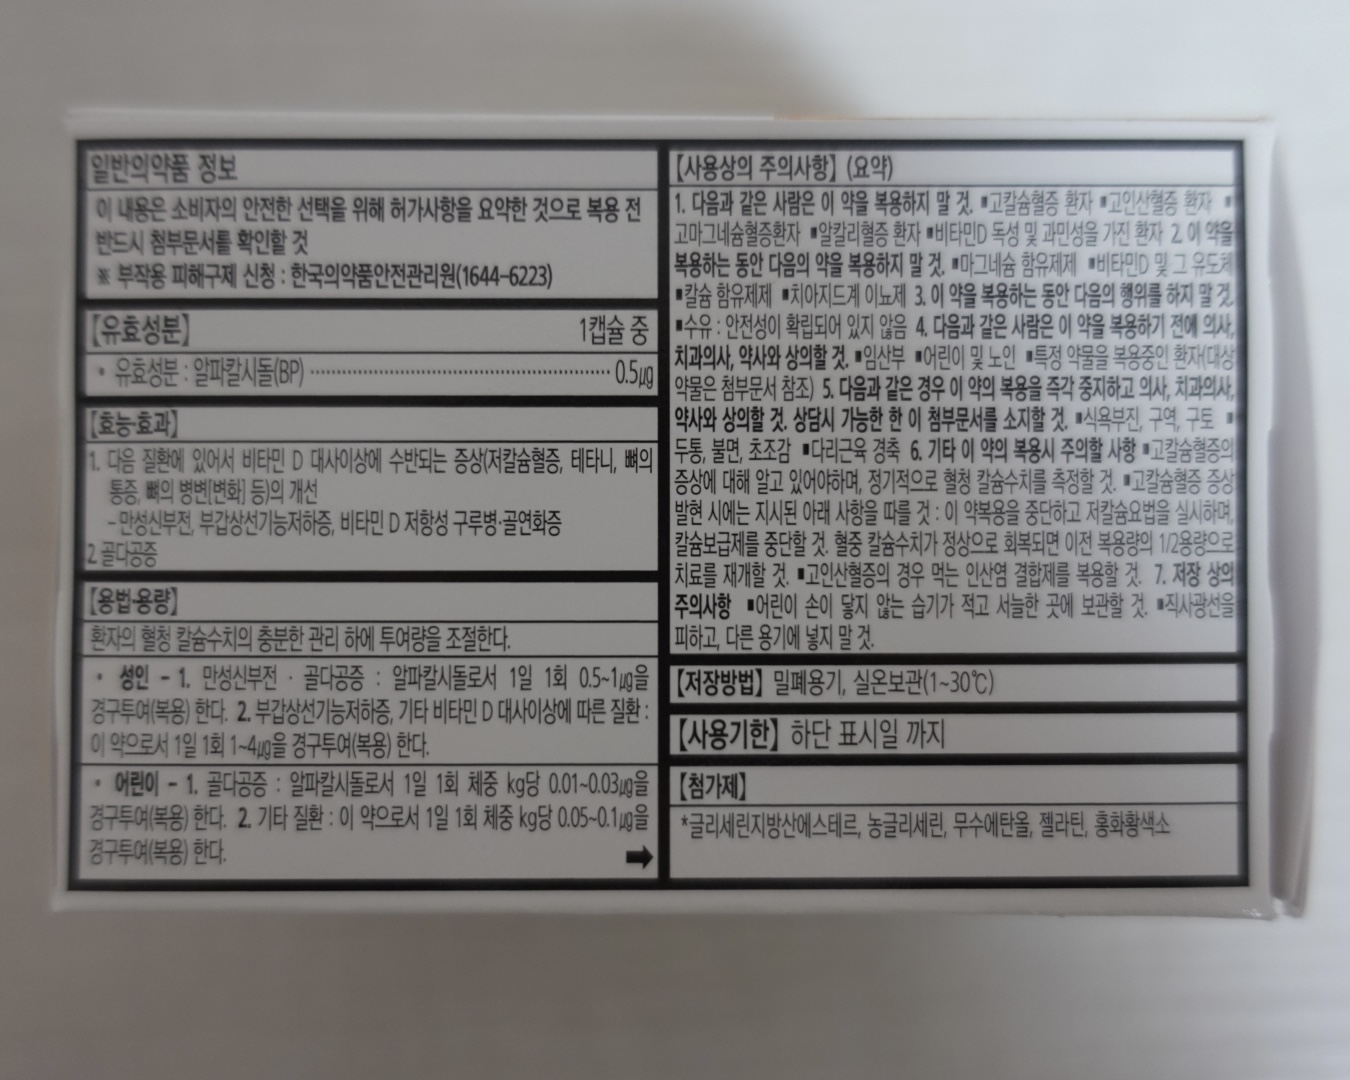 일반의약품 정보
이 내용은 소비자의 안전한 선택을 위해 허가사항을 요약한 것으로 복용 전
반드시 첨부문서를 확인할 것
※ 부작용 피해구제 신청 : 한국의약품안전관리원(1644-6223)
【유효성분】 1캡슐 중
• 유효성분 : 알파칼시돌(BP) ········· 0.5㎍
【효능·효과】
1. 다음 질환에 있어서 비타민 D 대사이상에 수반되는 증상(저칼슘혈증, 테타니, 뼈의
통증, 뼈의 병변[변화] 등)의 개선
- 만성신부전, 부갑상선기능저하증, 비타민 D 저항성 구루병·골연화증
2. 골다공증
【용법·용량】
환자의 혈청 칼슘수치의 충분한 관리 하에 투여량을 조절한다.
• 성인 - 1. 만성신부전 · 골다공증 : 알파칼시돌로서 1일 1회 0.5~1㎍을
경구투여(복용) 한다. 2. 부갑상선기능저하증, 기타 비타민 D 대사이상에 따른 질환 :
이 약으로서 1일 1회 1~4㎍을 경구투여(복용) 한다.
• 어린이 - 1. 골다공증 : 알파칼시돌로서 1일 1회 체중 kg당 0.01~0.03㎍을
경구투여(복용) 한다. 2. 기타 질환 : 이 약으로서 1일 1회 체중 kg당 0.05~0.1㎍을
경구투여(복용) 한다.
【사용상의 주의사항】 (요약)
1. 다음과 같은 사람은 이 약을 복용하지 말 것. ■고칼슘혈증 환자 ■고인산혈증 환자 ■
고마그네슘혈증환자 ■알칼리혈증 환자 ■비타민D 독성 및 과민성을 가진 환자 2. 이 약을
복용하는 동안 다음의 약을 복용하지 말 것. ■마그네슘 함유제제 ■비타민D 및 그 유도체
■칼슘 함유제제 ■치아지드계 이뇨제 3. 이 약을 복용하는 동안 다음의 행위를 하지 말 것.
■수유 : 안전성이 확립되어 있지 않음 4. 다음과 같은 사람은 이 약을 복용하기 전에 의사,
치과의사, 약사와 상의할 것. ■임산부 ■어린이 및 노인 ■특정 약물을 복용중인 환자(대상
약물은 첨부문서 참조) 5. 다음과 같은 경우 이 약의 복용을 즉각 중지하고 의사, 치과의사,
약사와 상의할 것. 상담시 가능한 한 이 첨부문서를 소지할 것. ■식욕부진, 구역, 구토 ■
두통, 불면, 초조감 ■다리근육 경축 6. 기타 이 약의 복용시 주의할 사항 ■고칼슘혈증의
증상에 대해 알고 있어야하며, 정기적으로 혈청 칼슘수치를 측정할 것. ■고칼슘혈증 증상
발현 시에는 지시된 아래 사항을 따를 것 : 이 약복용을 중단하고 저칼슘요법을 실시하며,
칼슘보급제를 중단할 것. 혈중 칼슘수치가 정상으로 회복되면 이전 복용량의 1/2용량으로
치료를 재개할 것. ■고인산혈증의 경우 먹는 인산염 결합제를 복용할 것. 7. 저장 상의
주의사항 ■어린이 손이 닿지 않는 습기가 적고 서늘한 곳에 보관할 것. ■직사광선을
피하고, 다른 용기에 넣지 말 것.
【저장방법】 밀폐용기, 실온보관(1~30℃)
【사용기한】 하단 표시일 까지
【첨가제】
*글리세린지방산에스테르, 농글리세린, 무수에탄올, 젤라틴, 홍화황색소